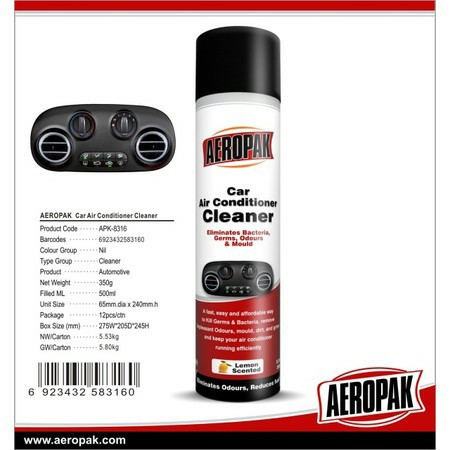 AEROPAK
Car
Air Conditioner
Cleaner
Eliminates Bacteria,
Germs, Odours
& Mould
A fast, easy and affordable way
to Kill Germs & Bacteria, remove
unpleasant Odours, mould, dirt, and grime
and keep your air conditioner
running efficiently
Lemon
Scented
Eliminates Odours, Reduces
AEROPAK Car Air Conditioner Cleaner
Product Code ······ APK-8316
Barcodes ······ 6923432583160
Colour Group ······ Nil
Type Group ······ Cleaner
Product ······ Automotive
Net Weight ······ 350g
Filled ML ······ 500ml
Unit Size ······ 65mm.dia x 240mm.h
Package ······ 12pcs/ctn
Box Size (mm) ····· 275W*205D*245H
NW/Carton ······ 5.53kg
GW/Carton ······ 5.80kg
6 923432 583160
AEROPAK
www.aeropak.com